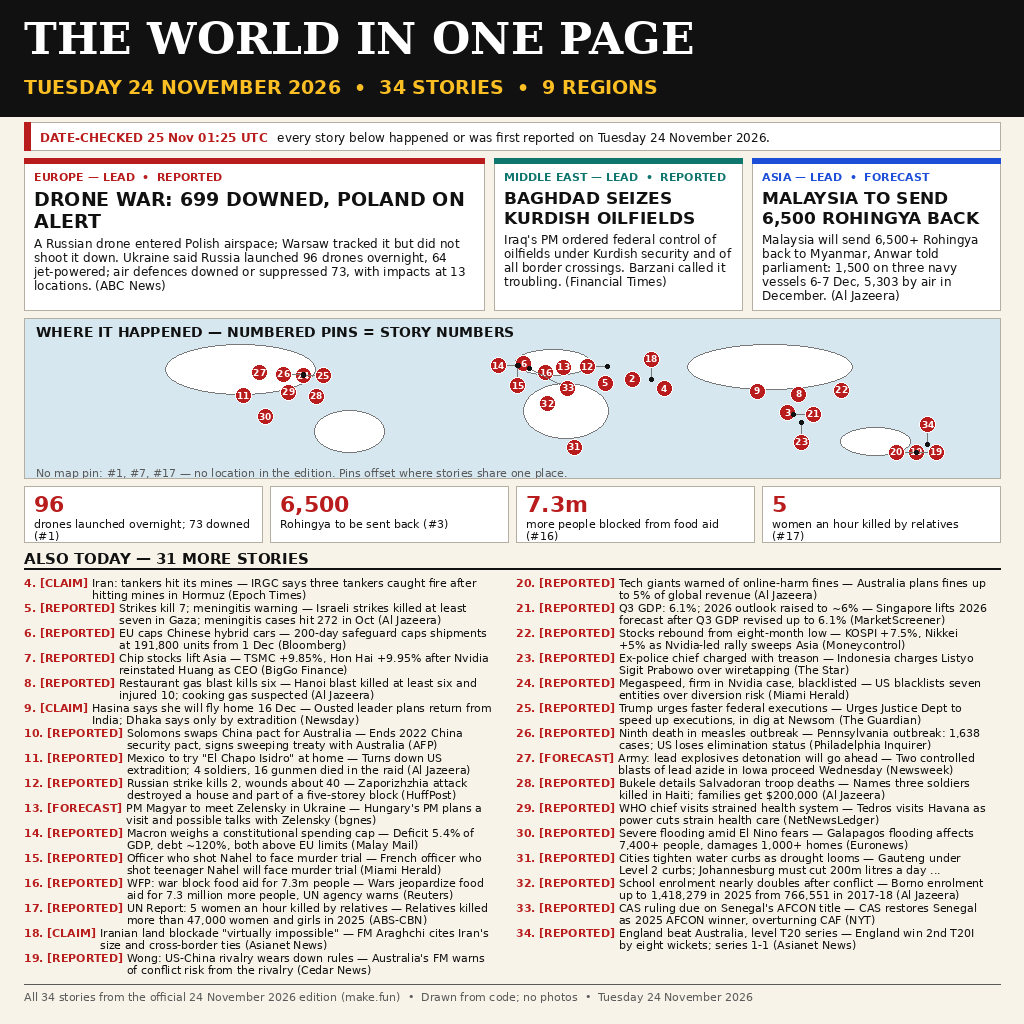 THE WORLD IN ONE PAGE
TUESDAY 24 NOVEMBER 2026 • 34 STORIES • 9 REGIONS
DATE-CHECKED 25 Nov 01:25 UTC every story below happened or was first reported on Tuesday 24 November 2026.
EUROPE — LEAD • REPORTED
DRONE WAR: 699 DOWNED, POLAND ON
ALERT
A Russian drone entered Polish airspace; Warsaw tracked it but did not
shoot it down. Ukraine said Russia launched 96 drones overnight, 64
jet-powered; air defences downed or suppressed 73, with impacts at 13
locations. (ABC News)
MIDDLE EAST — LEAD • REPORTED
BAGHDAD SEIZES
KURDISH OILFIELDS
Iraq's PM ordered federal control of
oilfields under Kurdish security and of
all border crossings. Barzani called it
troubling. (Financial Times)
ASIA — LEAD • FORECAST
MALAYSIA TO SEND
6,500 ROHINGYA BACK
Malaysia will send 6,500+ Rohingya
back to Myanmar, Anwar told
parliament: 1,500 on three navy
vessels 6-7 Dec, 5,303 by air in
December. (Al Jazeera)
WHERE IT HAPPENED — NUMBERED PINS = STORY NUMBERS
14 6 16 13 12 18
27 26 25 15 33 5 2 4
11 29 28 32 9 8 22
30 3 21
31 23 34
20 19
No map pin: #1, #7, #17 — no location in the edition. Pins offset where stories share one place.
96
drones launched overnight; 73 downed
(#1)
6,500
Rohingya to be sent back (#3)
7.3m
more people blocked from food aid
(#16)
5
women an hour killed by relatives
(#17)
ALSO TODAY — 31 MORE STORIES
4. [CLAIM] Iran: tankers hit its mines — IRGC says three tankers caught fire after
hitting mines in Hormuz (Epoch Times)
5. [REPORTED] Strikes kill 7; meningitis warning — Israeli strikes killed at least
seven in Gaza; meningitis cases hit 272 in Oct (Al Jazeera)
6. [REPORTED] EU caps Chinese hybrid cars — 200-day safeguard caps shipments
at 191,800 units from 1 Dec (Bloomberg)
7. [REPORTED] Chip stocks lift Asia — TSMC +9.85%, Hon Hai +9.95% after Nvidia
reinstated Huang as CEO (BigGo Finance)
8. [REPORTED] Restaurant gas blast kills six — Hanoi blast killed at least six and
injured 10; cooking gas suspected (Al Jazeera)
9. [CLAIM] Hasina says she will fly home 16 Dec — Ousted leader plans return from
India; Dhaka says only by extradition (Newsday)
10. [REPORTED] Solomons swaps China pact for Australia — Ends 2022 China
security pact, signs sweeping treaty with Australia (AFP)
11. [REPORTED] Mexico to try "El Chapo Isidro" at home — Turns down US
extradition; 4 soldiers, 16 gunmen died in the raid (Al Jazeera)
12. [REPORTED] Russian strike kills 2, wounds about 40 — Zaporizhzhia attack
destroyed a house and part of a five-storey block (HuffPost)
13. [FORECAST] PM Magyar to meet Zelensky in Ukraine — Hungary's PM plans a
visit and possible talks with Zelensky (bgnes)
14. [REPORTED] Macron weighs a constitutional spending cap — Deficit 5.4% of
GDP, debt ~120%, both above EU limits (Malay Mail)
15. [REPORTED] Officer who shot Nahel to face murder trial — French officer who
shot teenager Nahel will face murder trial (Miami Herald)
16. [REPORTED] WFP: war block food aid for 7.3m people — Wars jeopardize food
aid for 7.3 million more people, UN agency warns (Reuters)
17. [REPORTED] UN Report: 5 women an hour killed by relatives — Relatives killed
more than 47,000 women and girls in 2025 (ABS-CBN)
18. [CLAIM] Iranian land blockade "virtually impossible" — FM Araghchi cites Iran's
size and cross-border ties (Asianet News)
19. [REPORTED] Wong: US-China rivalry wears down rules — Australia's FM warns
of conflict risk from the rivalry (Cedar News)
20. [REPORTED] Tech giants warned of online-harm fines — Australia plans fines up
to 5% of global revenue (Al Jazeera)
21. [REPORTED] Q3 GDP: 6.1%; 2026 outlook raised to ~6% — Singapore lifts 2026
forecast after Q3 GDP revised up to 6.1% (MarketScreener)
22. [REPORTED] Stocks rebound from eight-month low — KOSPI +7.5%, Nikkei
+5% as Nvidia-led rally sweeps Asia (Moneycontrol)
23. [REPORTED] Ex-police chief charged with treason — Indonesia charges Listyo
Sigit Prabowo over wiretapping (The Star)
24. [REPORTED] Megaspeed, firm in Nvidia case, blacklisted — US blacklists seven
entities over diversion risk (Miami Herald)
25. [REPORTED] Trump urges faster federal executions — Urges Justice Dept to
speed up executions, in dig at Newsom (The Guardian)
26. [REPORTED] Ninth death in measles outbreak — Pennsylvania outbreak: 1,638
cases; US loses elimination status (Philadelphia Inquirer)
27. [FORECAST] Army: lead explosives detonation will go ahead — Two controlled
blasts of lead azide in Iowa proceed Wednesday (Newsweek)
28. [REPORTED] Bukele details Salvadoran troop deaths — Names three soldiers
killed in Haiti; families get $200,000 (Al Jazeera)
29. [REPORTED] WHO chief visits strained health system — Tedros visits Havana as
power cuts strain health care (NetNewsLedger)
30. [REPORTED] Severe flooding amid El Nino fears — Galapagos flooding affects
7,400+ people, damages 1,000+ homes (Euronews)
31. [REPORTED] Cities tighten water curbs as drought looms — Gauteng under
Level 2 curbs; Johannesburg must cut 200m litres a day ...
32. [REPORTED] School enrolment nearly doubles after conflict — Borno enrolment
up to 1,418,279 in 2025 from 766,551 in 2017-18 (Al Jazeera)
33. [REPORTED] CAS ruling due on Senegal's AFCON title — CAS restores Senegal
as 2025 AFCON winner, overturning CAF (NYT)
34. [REPORTED] England beat Australia, level T20 series — England win 2nd T20I
by eight wickets; series 1-1 (Asianet News)
All 34 stories from the official 24 November 2026 edition (make.fun) • Drawn from code; no photos • Tuesday 24 November 2026